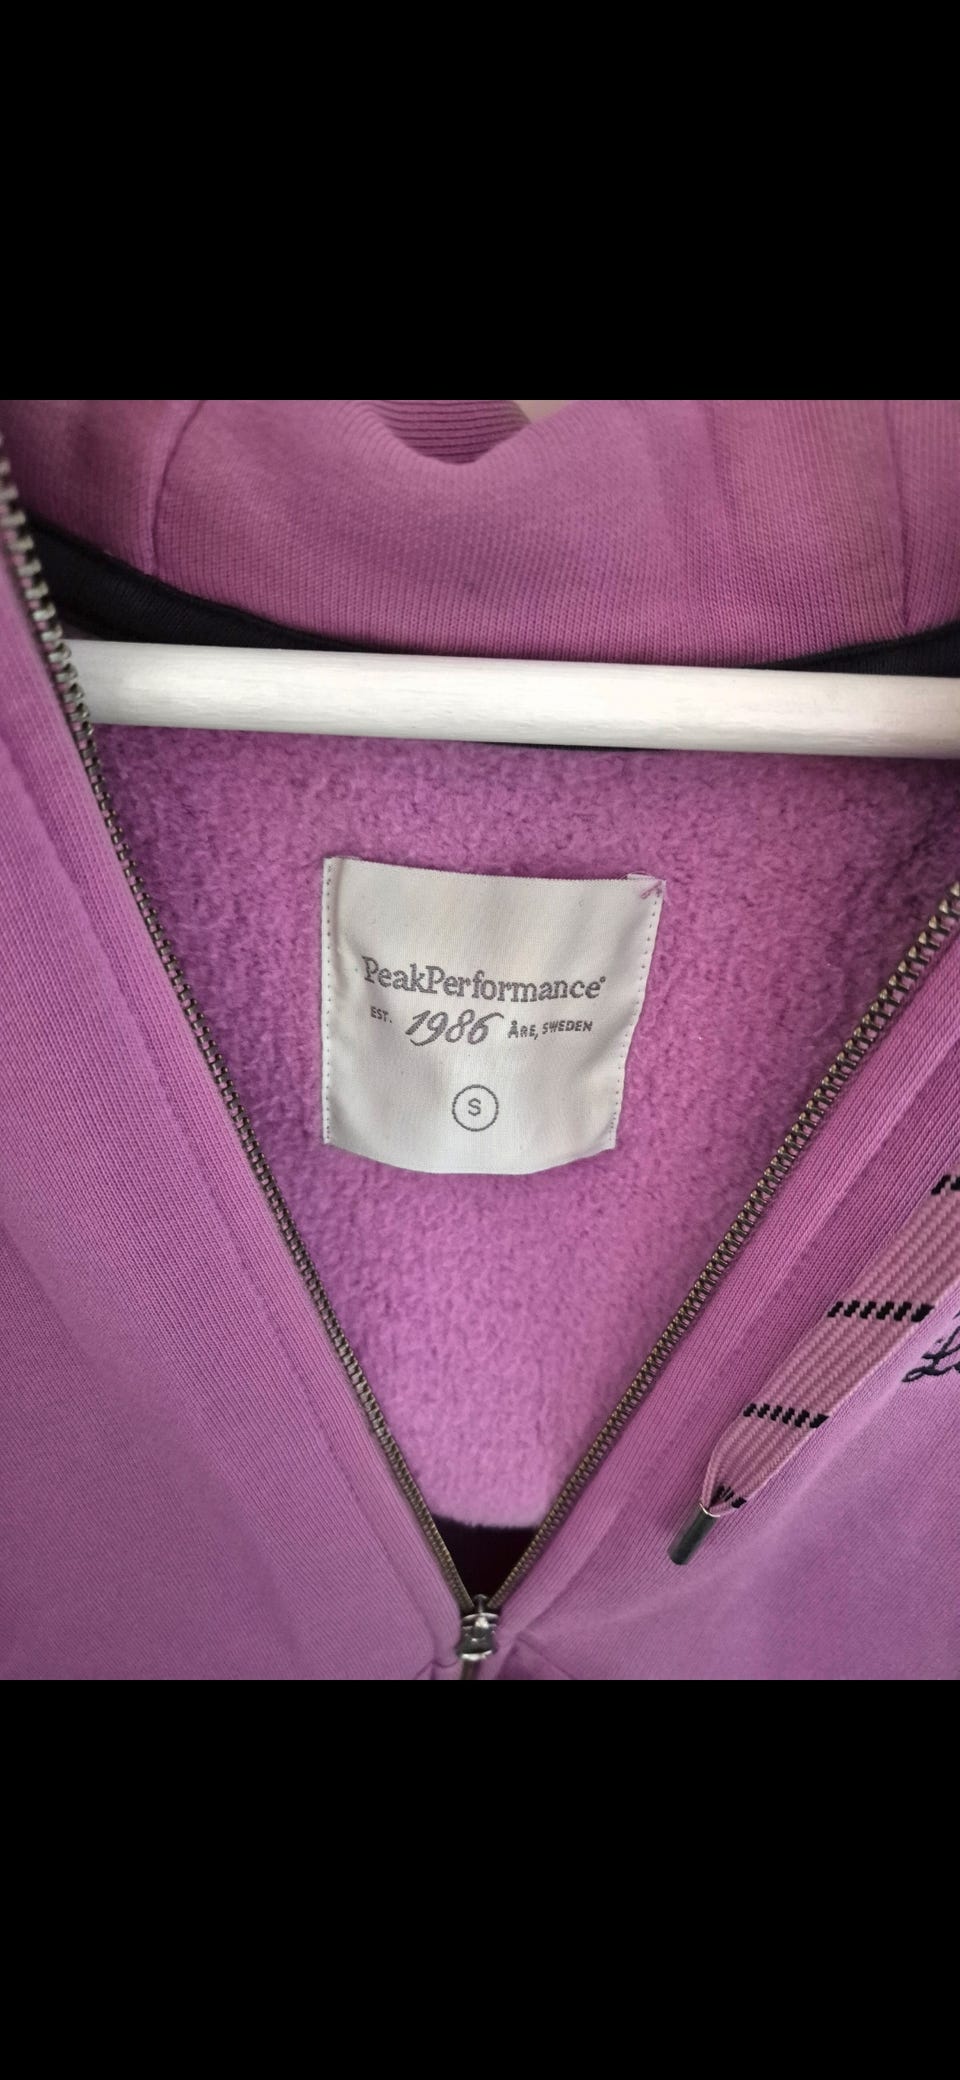 PeakPerformance®
EST. 1986 ÅRE, SWEDEN
S